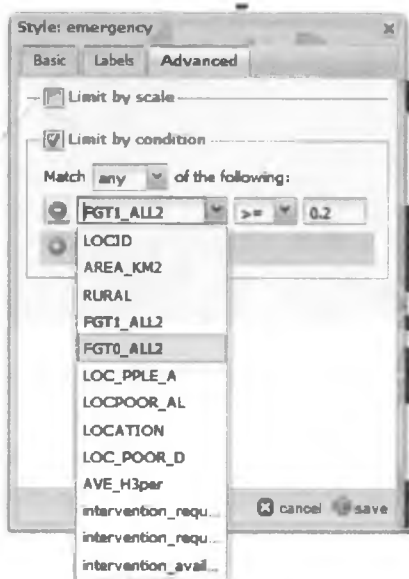 Style: emergency
Basic Labels Advanced
Limit by scale
Limit by condition
Match any of the following:
FGT1_ALL2 >= 0.2
LOCID
AREA_KM2
RURAL
FGT1_ALL2
FGT0_ALL2
LOC_PPLE_A
LOCPOOR_AL
LOCATION
LOC_POOR_D
AVE_H3per
intervention_requ...
intervention_requ...
intervention_avail...
cancel save